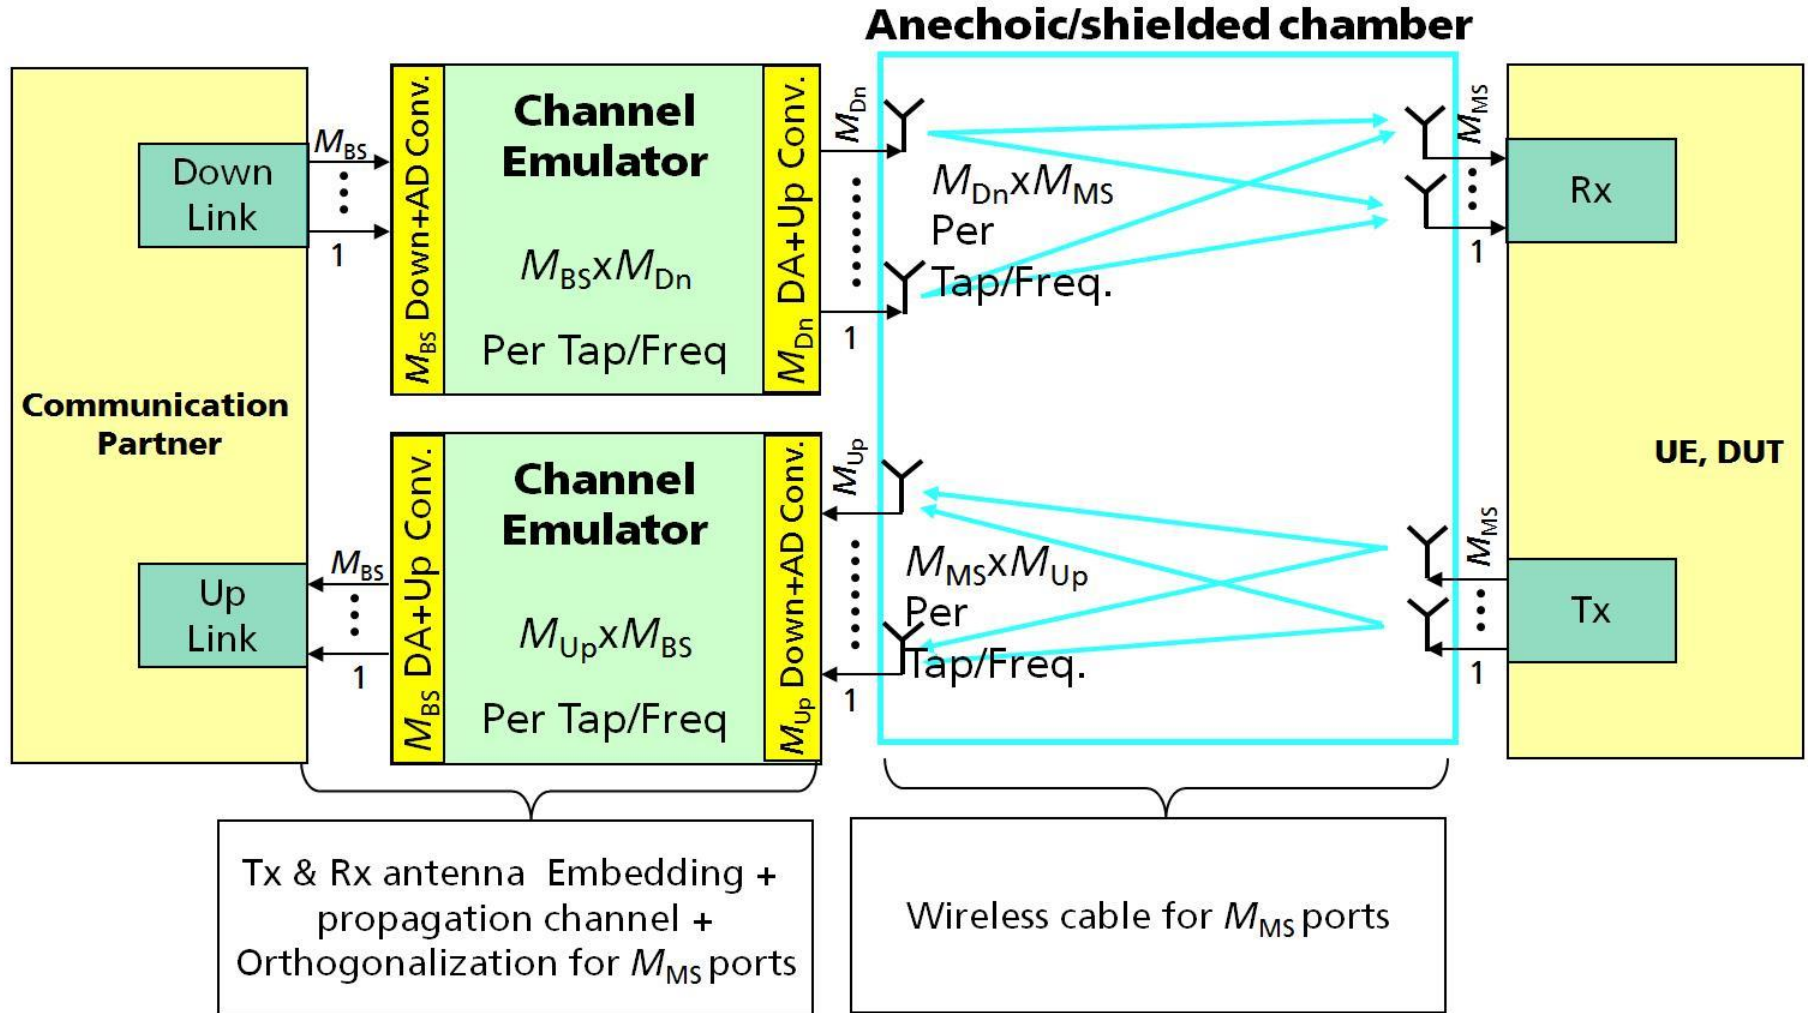 Anechoic/shielded chamber
Communication
Partner
Down
Link
M_BS
1
M_BS Down+AD Conv.
Channel
Emulator
M_BSxM_Dn
Per Tap/Freq
M_Dn DA+Up Conv.
M_Dn
1
M_DnxM_MS
Per
Tap/Freq.
M_MS
1
Rx
UE, DUT
Up
Link
M_BS
1
M_BS DA+Up Conv.
Channel
Emulator
M_UpxM_BS
Per Tap/Freq
M_Up Down+AD Conv.
M_Up
1
M_MSxM_Up
Per
Tap/Freq.
M_MS
1
Tx
Tx & Rx antenna Embedding +
propagation channel +
Orthogonalization for M_MS ports
Wireless cable for M_MS ports